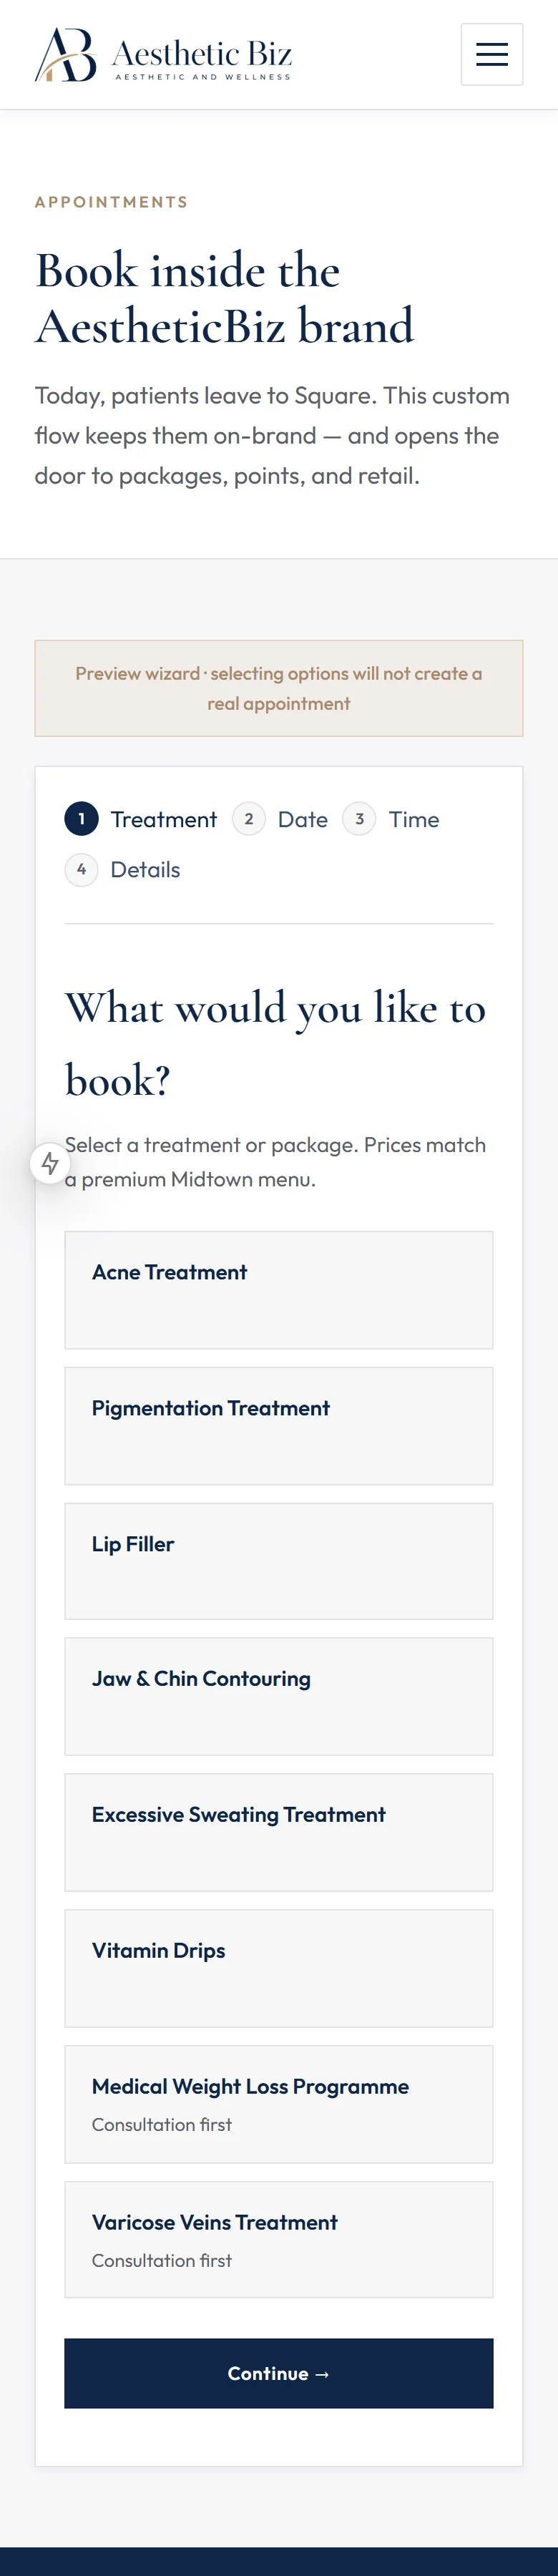 AB Aesthetic Biz
AESTHETIC AND WELLNESS
APPOINTMENTS
Book inside the
AestheticBiz brand
Today, patients leave to Square. This custom
flow keeps them on-brand — and opens the
door to packages, points, and retail.
Preview wizard · selecting options will not create a
real appointment
1 Treatment 2 Date 3 Time
4 Details
What would you like to
book?
Select a treatment or package. Prices match
a premium Midtown menu.
Acne Treatment
Pigmentation Treatment
Lip Filler
Jaw & Chin Contouring
Excessive Sweating Treatment
Vitamin Drips
Medical Weight Loss Programme
Consultation first
Varicose Veins Treatment
Consultation first
Continue →